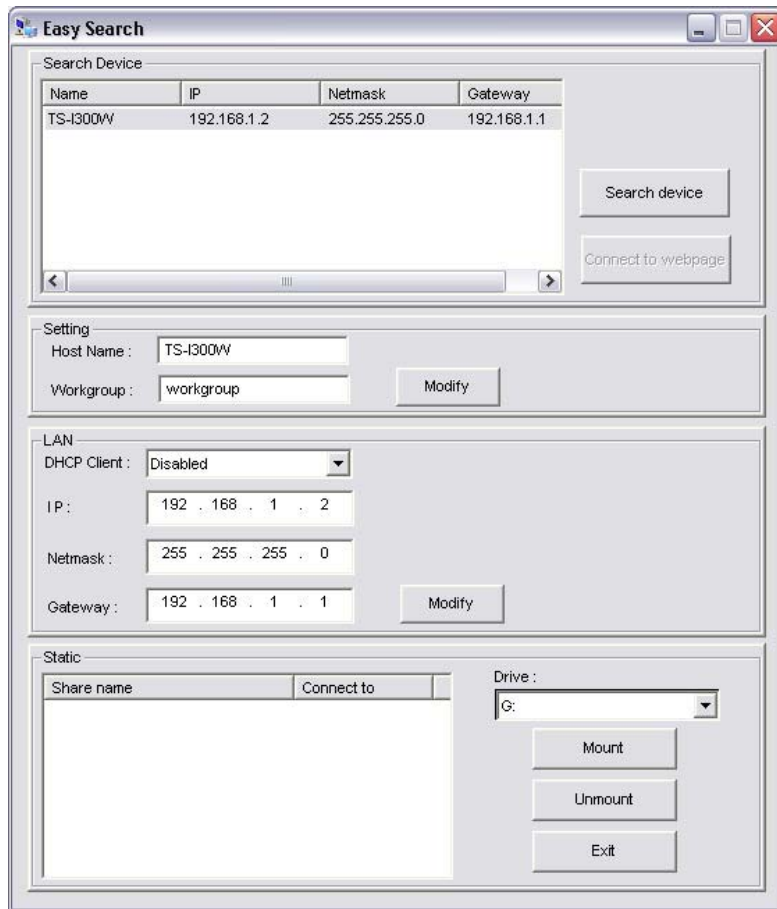 Easy Search
Search Device
Name IP Netmask Gateway
TS-I300W 192.168.1.2 255.255.255.0 192.168.1.1
Search device
Connect to webpage
Setting
Host Name : TS-I300W
Workgroup : workgroup
Modify
LAN
DHCP Client : Disabled
IP : 192 . 168 . 1 . 2
Netmask : 255 . 255 . 255 . 0
Gateway : 192 . 168 . 1 . 1
Modify
Static
Share name Connect to
Drive :
G:
Mount
Unmount
Exit